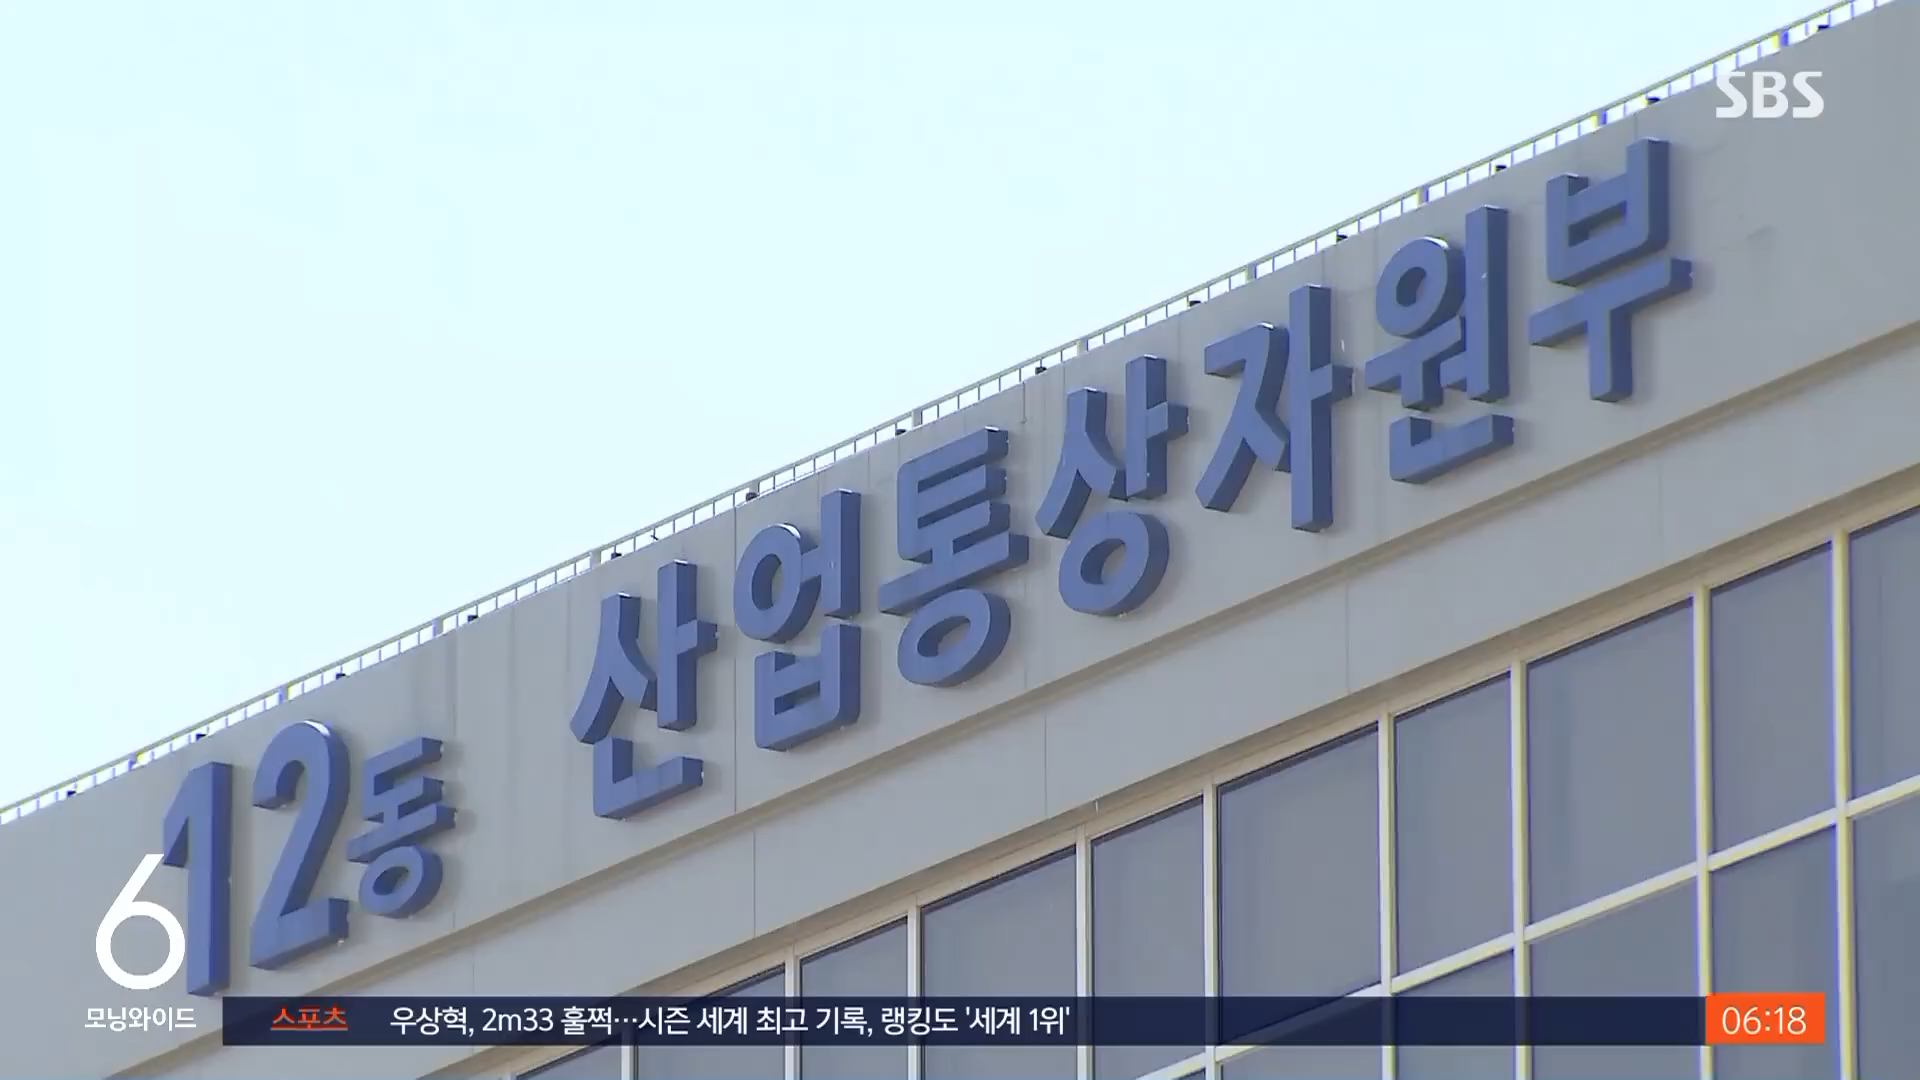 SBS
12동 산업통상자원부
6
모닝와이드
스포츠 우상혁, 2m33 훌쩍…시즌 세계 최고 기록, 랭킹도 '세계 1위'
06:18